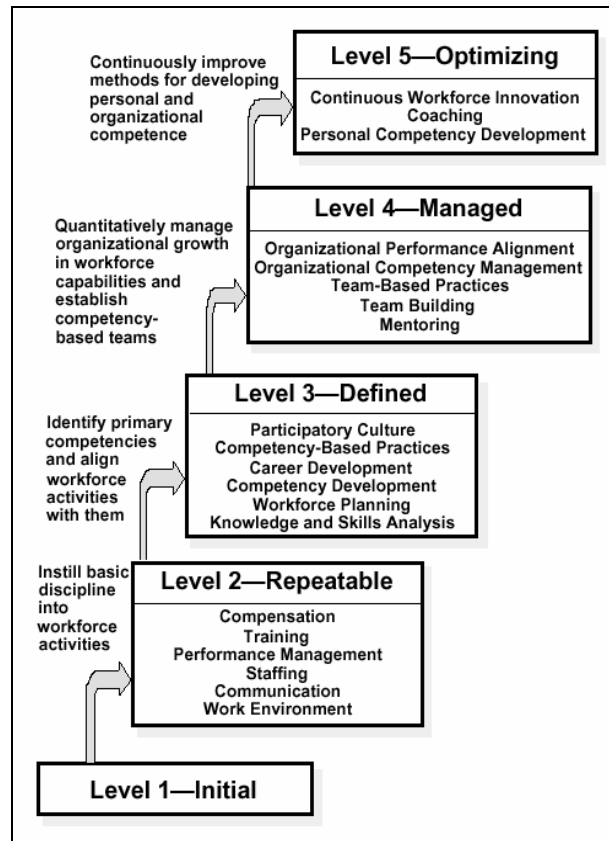 Continuously improve
methods for developing
personal and
organizational
competence
Level 5—Optimizing
Continuous Workforce Innovation
Coaching
Personal Competency Development
Quantitatively manage
organizational growth
in workforce
capabilities and
establish
competency-
based teams
Level 4—Managed
Organizational Performance Alignment
Organizational Competency Management
Team-Based Practices
Team Building
Mentoring
Identify primary
competencies
and align
workforce
activities
with them
Level 3—Defined
Participatory Culture
Competency-Based Practices
Career Development
Competency Development
Workforce Planning
Knowledge and Skills Analysis
Instill basic
discipline
into
workforce
activities
Level 2—Repeatable
Compensation
Training
Performance Management
Staffing
Communication
Work Environment
Level 1—Initial